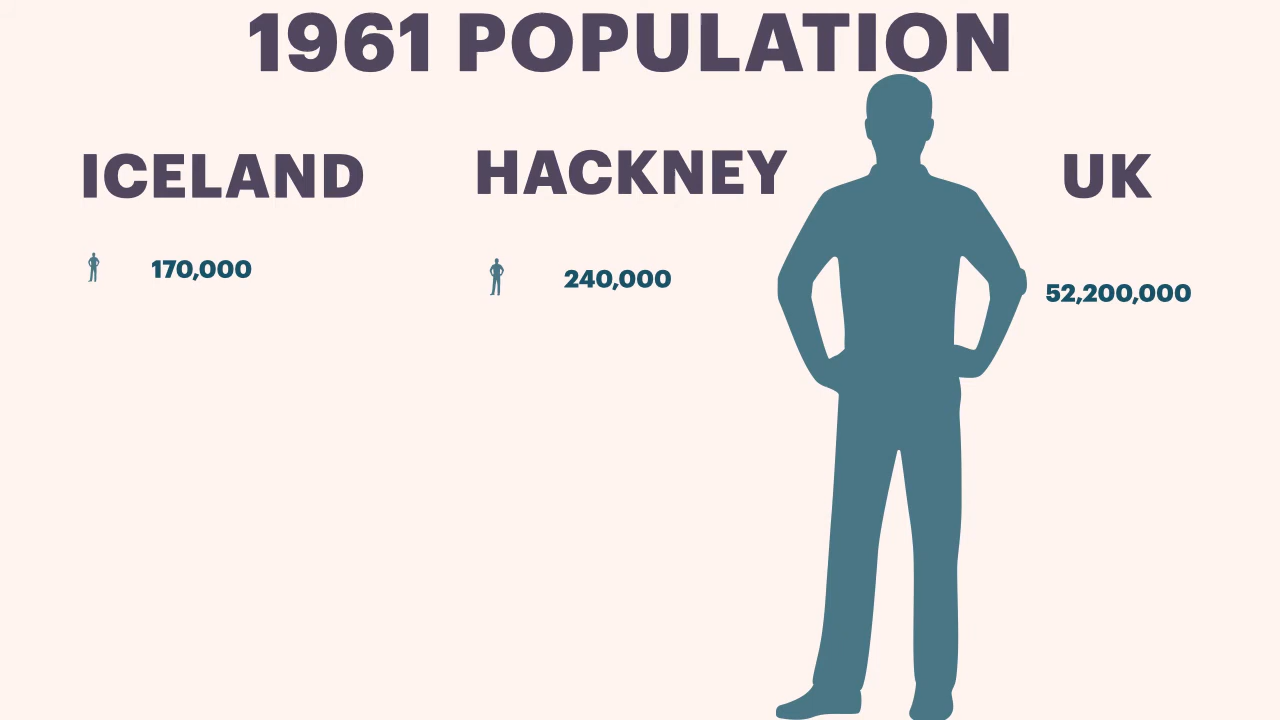 1961 POPULATION
ICELAND
HACKNEY
UK
170,000
240,000
52,200,000